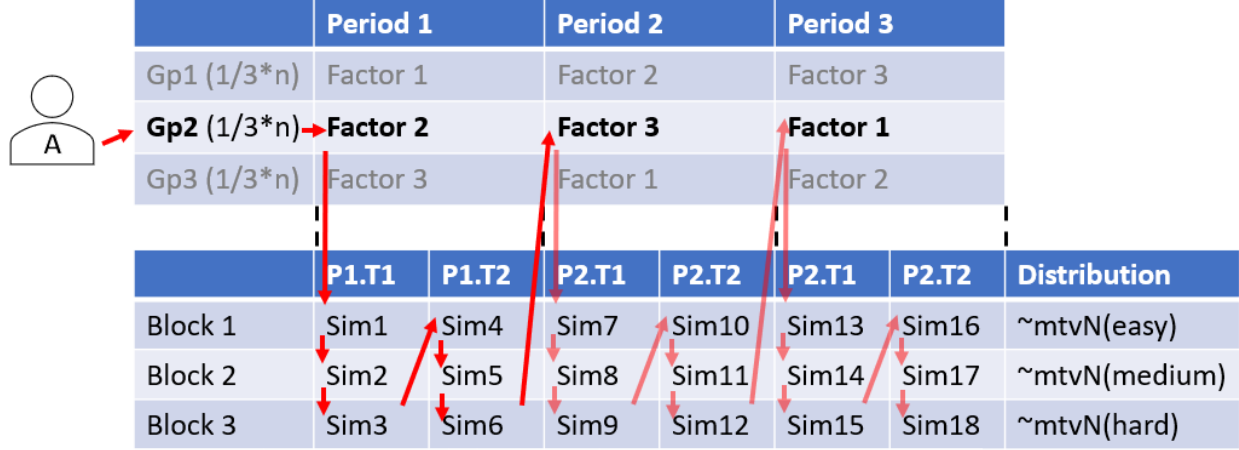 Period 1 Period 2 Period 3
Gp1 (1/3*n) Factor 1 Factor 2 Factor 3
A Gp2 (1/3*n) Factor 2 Factor 3 Factor 1
Gp3 (1/3*n) Factor 3 Factor 1 Factor 2
P1.T1 P1.T2 P2.T1 P2.T2 P2.T1 P2.T2 Distribution
Block 1 Sim1 Sim4 Sim7 Sim10 Sim13 Sim16 ~mtvN(easy)
Block 2 Sim2 Sim5 Sim8 Sim11 Sim14 Sim17 ~mtvN(medium)
Block 3 Sim3 Sim6 Sim9 Sim12 Sim15 Sim18 ~mtvN(hard)